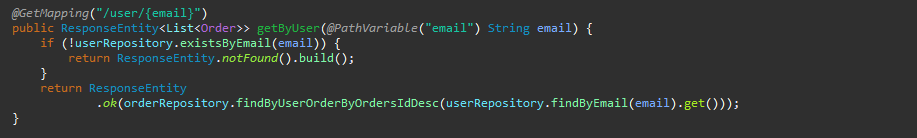 @GetMapping("/user/{email}")
public ResponseEntity<List<Order>> getByUser(@PathVariable("email") String email) {
    if (!userRepository.existsByEmail(email)) {
        return ResponseEntity.notFound().build();
    }
    return ResponseEntity
            .ok(orderRepository.findByUserOrderByOrdersIdDesc(userRepository.findByEmail(email).get()));
}